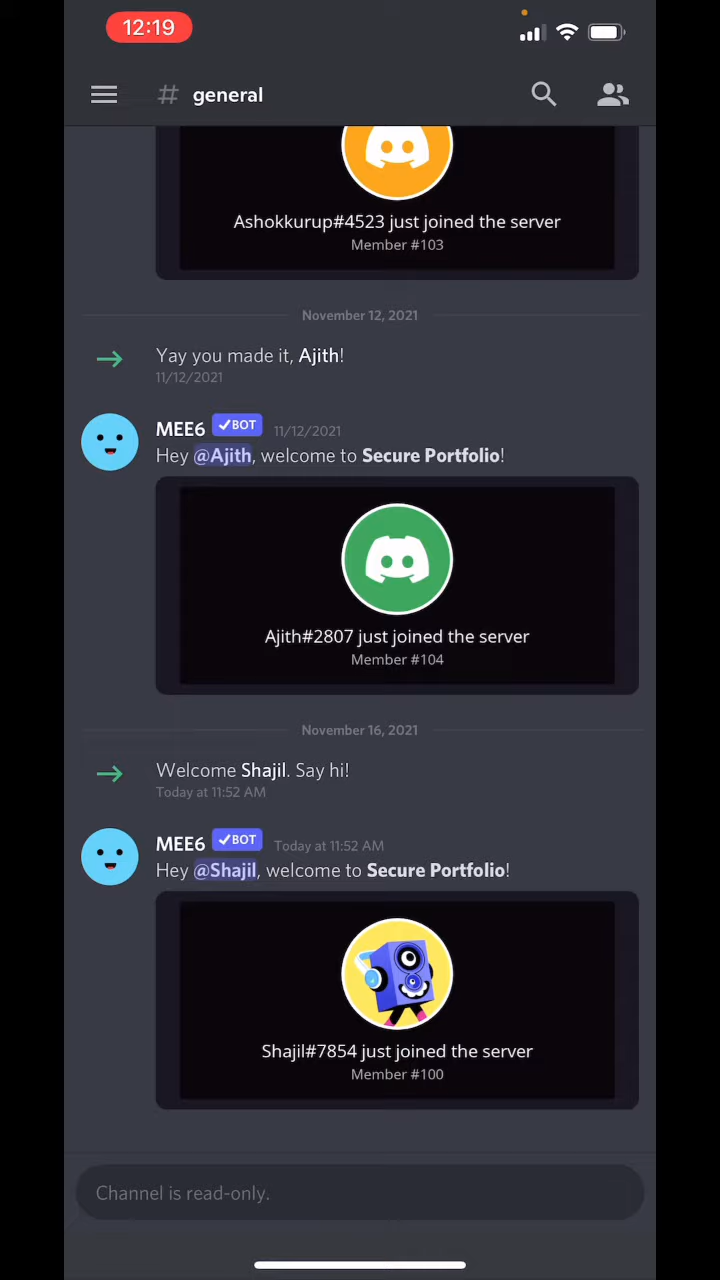 12:19
# general
Ashokkurup#4523 just joined the server
Member #103
November 12, 2021
Yay you made it, Ajith!
11/12/2021
MEE6 ✓BOT 11/12/2021
Hey @Ajith, welcome to Secure Portfolio!
Ajith#2807 just joined the server
Member #104
November 16, 2021
Welcome Shajil. Say hi!
Today at 11:52 AM
MEE6 ✓BOT Today at 11:52 AM
Hey @Shajil, welcome to Secure Portfolio!
Shajil#7854 just joined the server
Member #100
Channel is read-only.